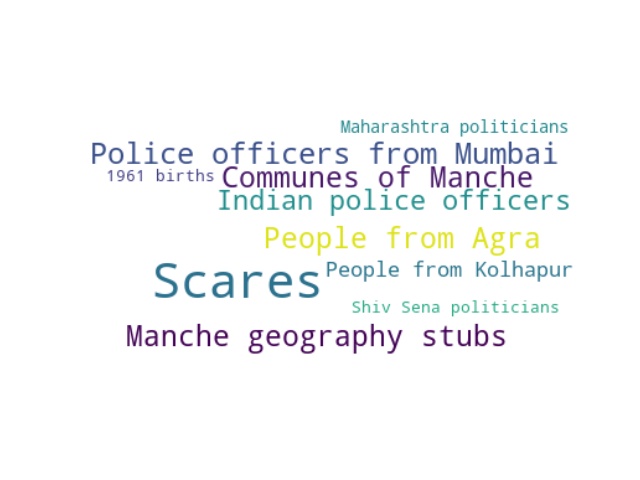 Maharashtra politicians
Police officers from Mumbai
1961 births
Communes of Manche
Indian police officers
People from Agra
Scares
People from Kolhapur
Shiv Sena politicians
Manche geography stubs